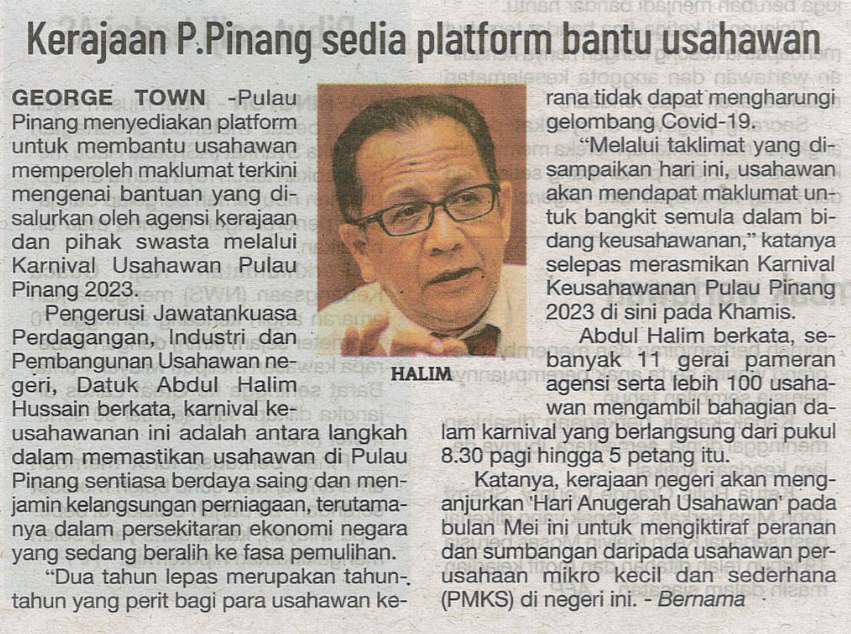 Kerajaan P.Pinang sedia platform bantu usahawan
GEORGE TOWN -Pulau
Pinang menyediakan platform
untuk membantu usahawan
memperoleh maklumat terkini
mengenai bantuan yang di-
salurkan oleh agensi kerajaan
dan pihak swasta melalui
Karnival Usahawan Pulau
Pinang 2023.
Pengerusi Jawatankuasa
Perdagangan, Industri dan
Pembangunan Usahawan ne-
geri, Datuk Abdul Halim
Hussain berkata, karnival ke-
usahawanan ini adalah antara langkah
dalam memastikan usahawan di Pulau
Pinang sentiasa berdaya saing dan men-
jamin kelangsungan perniagaan, terutama-
nya dalam persekitaran ekonomi negara
yang sedang beralih ke fasa pemulihan.
“Dua tahun lepas merupakan tahun-
tahun yang perit bagi para usahawan ke-
HALIM
rana tidak dapat mengharungi
gelombang Covid-19.
“Melalui taklimat yang di-
sampaikan hari ini, usahawan
akan mendapat maklumat un-
tuk bangkit semula dalam bi-
dang keusahawanan,” katanya
selepas merasmikan Karnival
Keusahawanan Pulau Pinang
2023 di sini pada Khamis.
Abdul Halim berkata, se-
banyak 11 gerai pameran
agensi serta lebih 100 usaha-
wan mengambil bahagian da-
lam karnival yang berlangsung dari pukul
8.30 pagi hingga 5 petang itu.
Katanya, kerajaan negeri akan meng-
anjurkan 'Hari Anugerah Usahawan' pada
bulan Mei ini untuk mengiktiraf peranan
dan sumbangan daripada usahawan per-
usahaan mikro kecil dan sederhana
(PMKS) di negeri ini. - Bernama